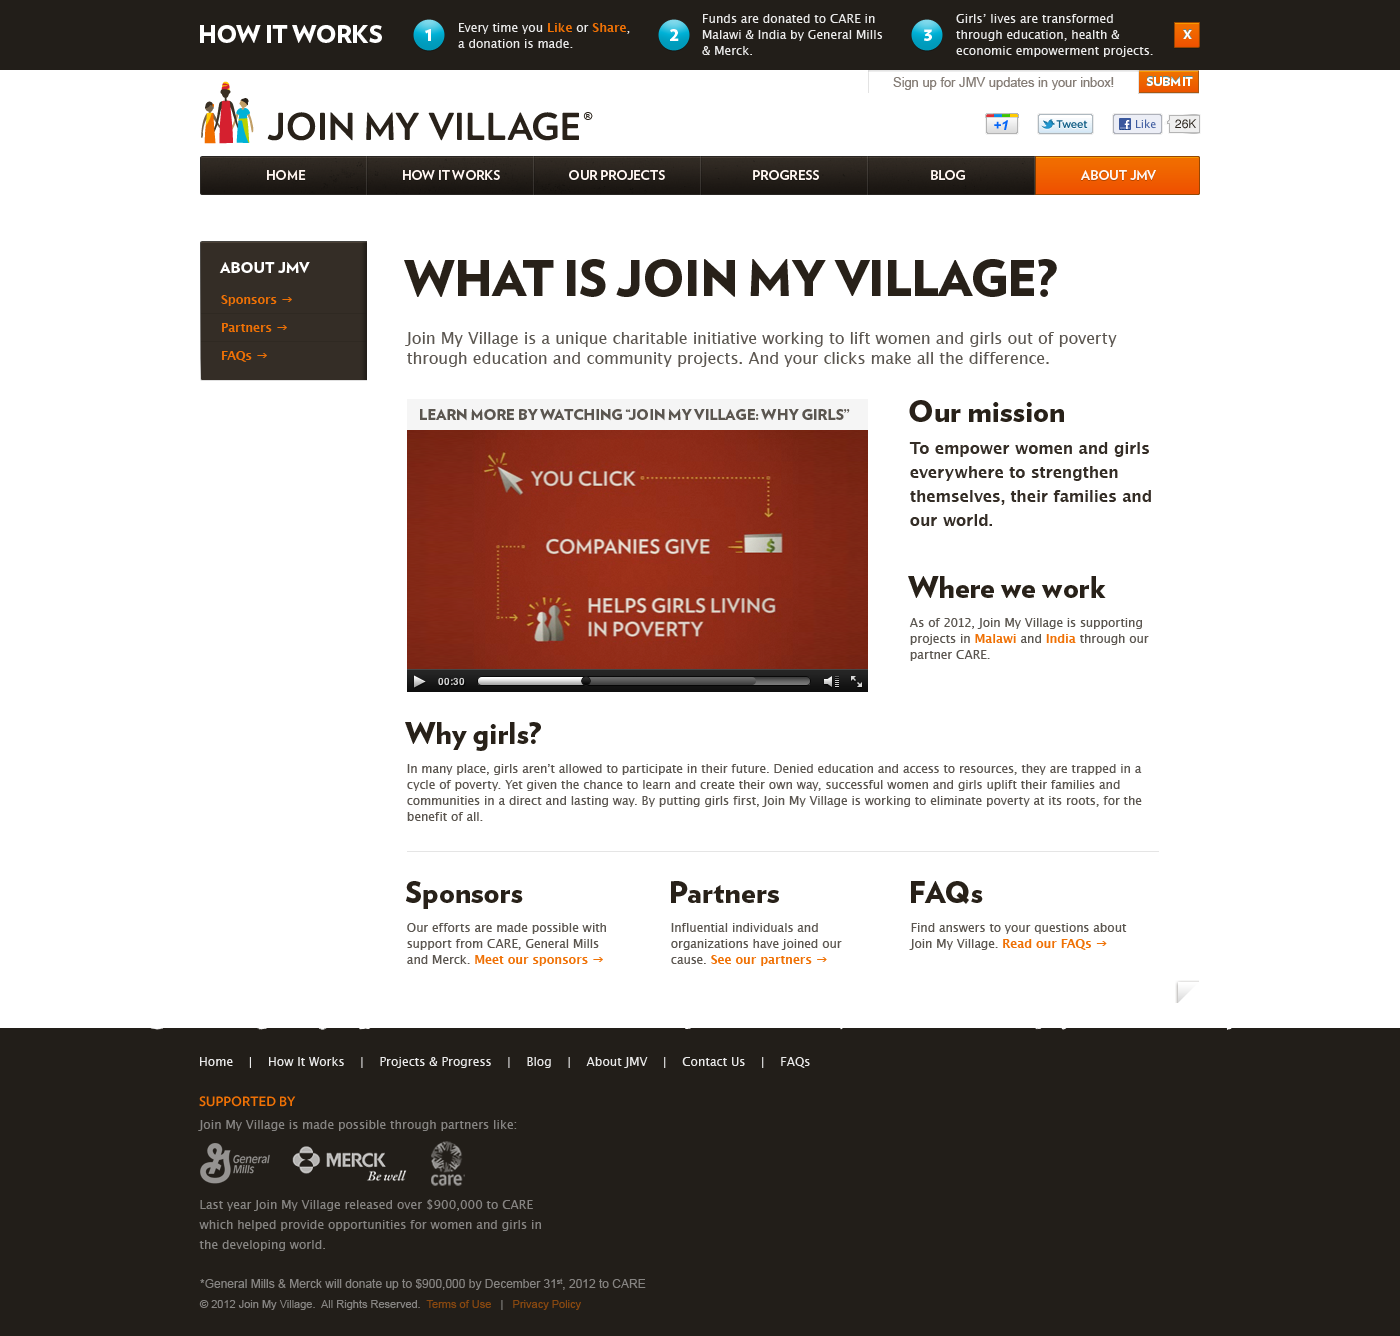 HOW IT WORKS
1
Every time you Like or Share,
a donation is made.
2
Funds are donated to CARE in
Malawi & India by General Mills
& Merck.
3
Girls’ lives are transformed
through education, health &
economic empowerment projects.
X
Sign up for JMV updates in your inbox!
SUBMIT
JOIN MY VILLAGE®
+1
Tweet
Like
26K
HOME
HOW IT WORKS
OUR PROJECTS
PROGRESS
BLOG
ABOUT JMV
ABOUT JMV
Sponsors →
Partners →
FAQs →
WHAT IS JOIN MY VILLAGE?
Join My Village is a unique charitable initiative working to lift women and girls out of poverty
through education and community projects. And your clicks make all the difference.
LEARN MORE BY WATCHING “JOIN MY VILLAGE: WHY GIRLS”
YOU CLICK
COMPANIES GIVE
$
HELPS GIRLS LIVING
IN POVERTY
00:30
Our mission
To empower women and girls
everywhere to strengthen
themselves, their families and
our world.
Where we work
As of 2012, Join My Village is supporting
projects in Malawi and India through our
partner CARE.
Why girls?
In many place, girls aren’t allowed to participate in their future. Denied education and access to resources, they are trapped in a
cycle of poverty. Yet given the chance to learn and create their own way, successful women and girls uplift their families and
communities in a direct and lasting way. By putting girls first, Join My Village is working to eliminate poverty at its roots, for the
benefit of all.
Sponsors
Our efforts are made possible with
support from CARE, General Mills
and Merck. Meet our sponsors →
Partners
Influential individuals and
organizations have joined our
cause. See our partners →
FAQs
Find answers to your questions about
Join My Village. Read our FAQs →
Home | How It Works | Projects & Progress | Blog | About JMV | Contact Us | FAQs
SUPPORTED BY
Join My Village is made possible through partners like:
General
Mills
MERCK
Be well
care
Last year Join My Village released over $900,000 to CARE
which helped provide opportunities for women and girls in
the developing world.
*General Mills & Merck will donate up to $900,000 by December 31st, 2012 to CARE
© 2012 Join My Village. All Rights Reserved. Terms of Use | Privacy Policy